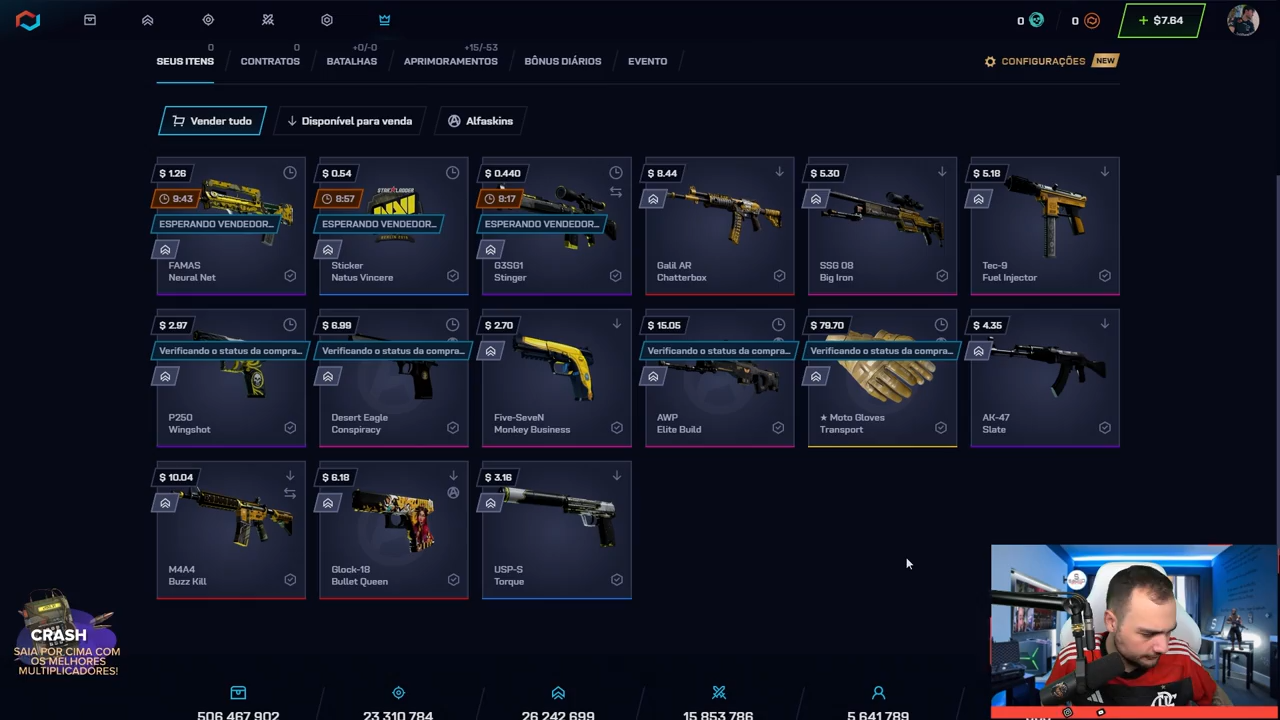 0
0
+ $7.64
0
SEUS ITENS
0
CONTRATOS
+0/-0
BATALHAS
+15/-53
APRIMORAMENTOS
BÔNUS DIÁRIOS
EVENTO
CONFIGURAÇÕES
NEW
Vender tudo
Disponível para venda
Alfaskins
$ 1.26
9:43
ESPERANDO VENDEDOR...
FAMAS
Neural Net
$ 0.54
8:57
ESPERANDO VENDEDOR...
Sticker
Natus Vincere
$ 0.440
8:17
ESPERANDO VENDEDOR...
G3SG1
Stinger
$ 8.44
Galil AR
Chatterbox
$ 5.30
SSG 08
Big Iron
$ 5.18
Tec-9
Fuel Injector
$ 2.97
Verificando o status da compra...
P250
Wingshot
$ 6.99
Verificando o status da compra...
Desert Eagle
Conspiracy
$ 2.70
Five-SeveN
Monkey Business
$ 15.05
Verificando o status da compra...
AWP
Elite Build
$ 79.70
Verificando o status da compra...
★ Moto Gloves
Transport
$ 4.35
AK-47
Slate
$ 10.04
M4A4
Buzz Kill
$ 6.18
Glock-18
Bullet Queen
$ 3.16
USP-S
Torque
CRASH
SAIA POR CIMA COM
OS MELHORES
MULTIPLICADORES!
506 467 902
23 310 784
26 242 699
15 853 786
5 641 789